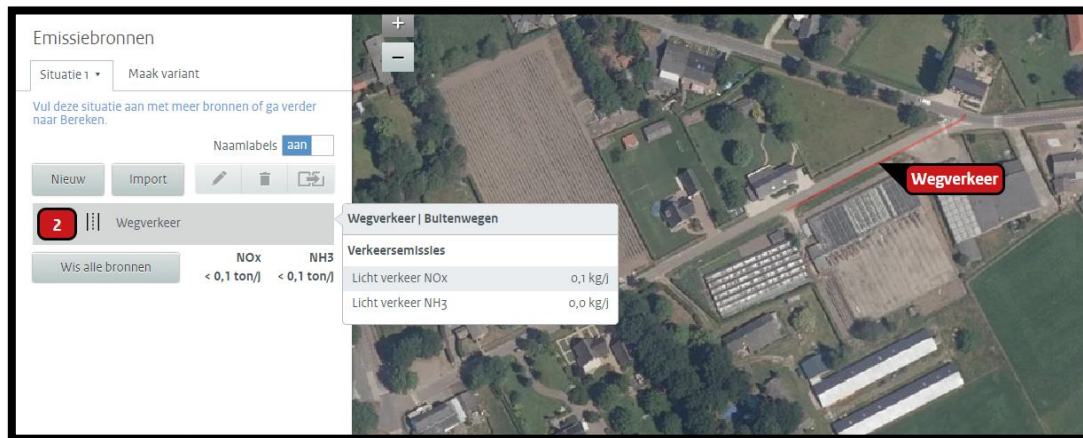 Emissiebronnen
Situatie 1 ▾ Maak variant
Vul deze situatie aan met meer bronnen of ga verder
naar Bereken.
Naamlabels aan
Nieuw Import
2 Wegverkeer
Wis alle bronnen
NOx NH3
< 0,1 ton/j < 0,1 ton/j
Wegverkeer | Buitenwegen
Verkeersemissies
Licht verkeer NOx 0,1 kg/j
Licht verkeer NH3 0,0 kg/j
+
−
Wegverkeer